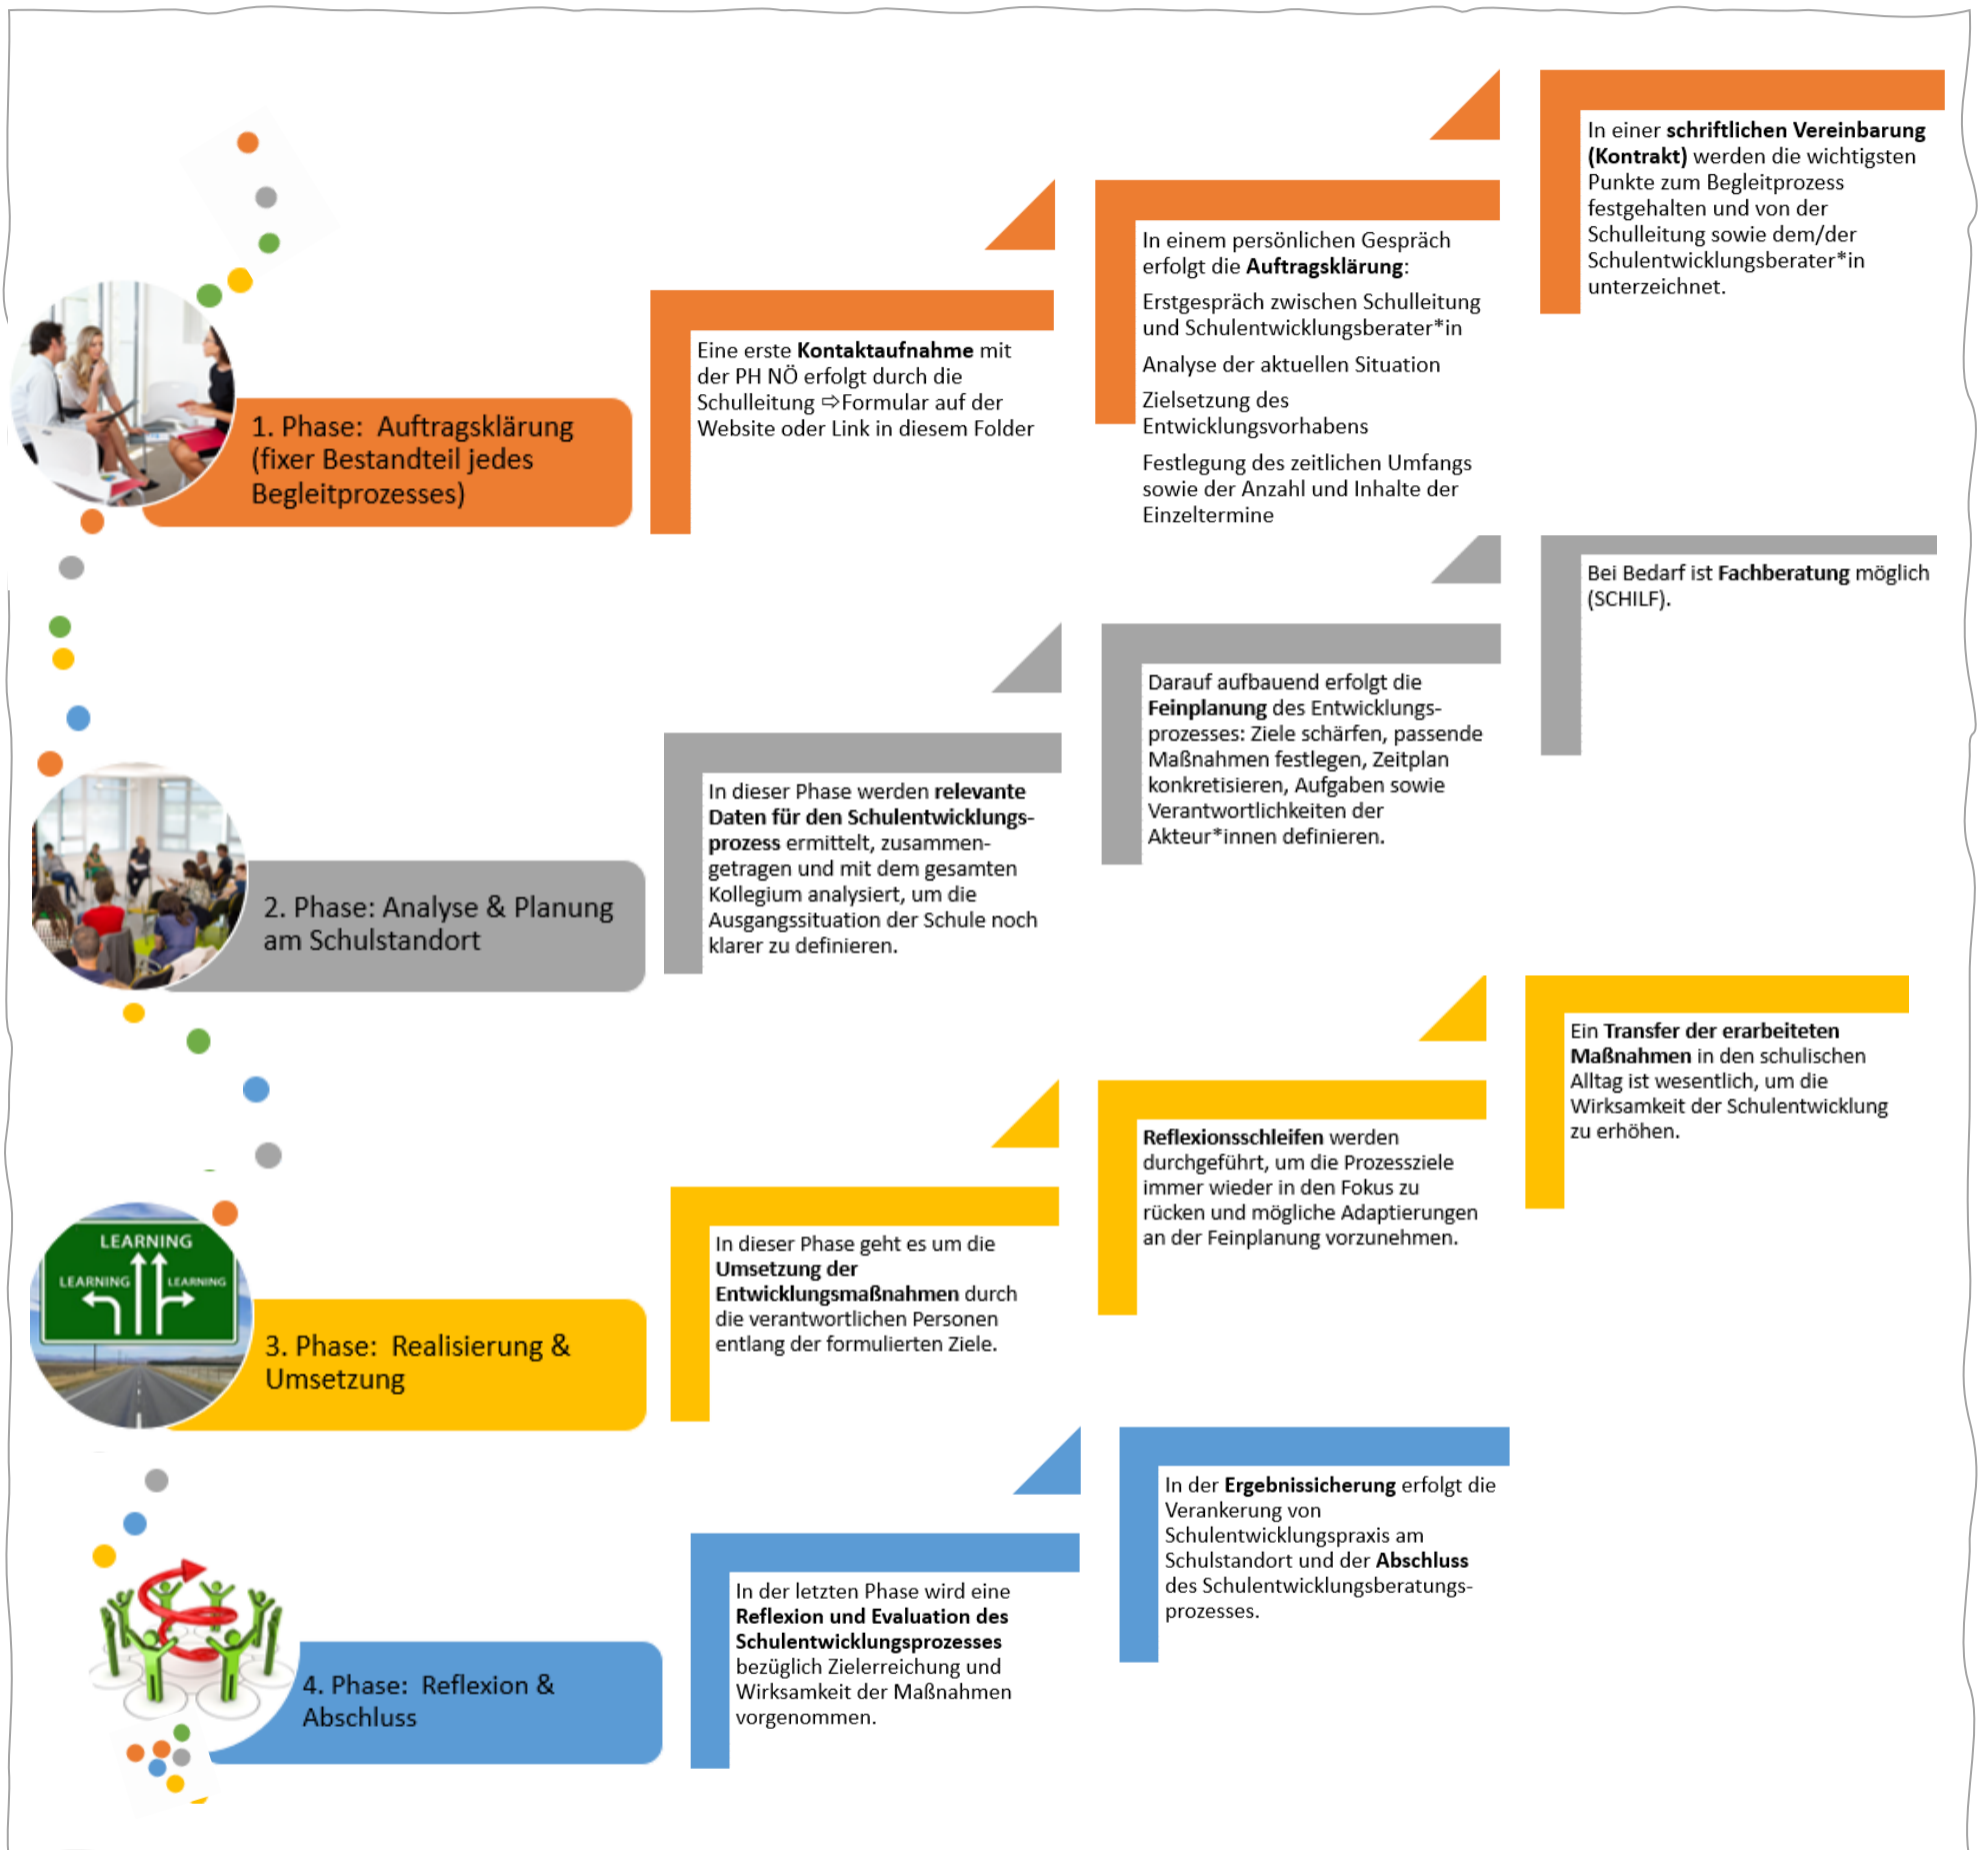 1. Phase:  Auftragsklärung
(fixer Bestandteil jedes
Begleitprozesses)
Eine erste Kontaktaufnahme mit
der PH NÖ erfolgt durch die
Schulleitung ⇨Formular auf der
Website oder Link in diesem Folder
In einem persönlichen Gespräch
erfolgt die Auftragsklärung:
Erstgespräch zwischen Schulleitung
und Schulentwicklungsberater*in
Analyse der aktuellen Situation
Zielsetzung des
Entwicklungsvorhabens
Festlegung des zeitlichen Umfangs
sowie der Anzahl und Inhalte der
Einzeltermine
In einer schriftlichen Vereinbarung
(Kontrakt) werden die wichtigsten
Punkte zum Begleitprozess
festgehalten und von der
Schulleitung sowie dem/der
Schulentwicklungsberater*in
unterzeichnet.
2. Phase: Analyse & Planung
am Schulstandort
In dieser Phase werden relevante
Daten für den Schulentwicklungs-
prozess ermittelt, zusammen-
getragen und mit dem gesamten
Kollegium analysiert, um die
Ausgangssituation der Schule noch
klarer zu definieren.
Darauf aufbauend erfolgt die
Feinplanung des Entwicklungs-
prozesses: Ziele schärfen, passende
Maßnahmen festlegen, Zeitplan
konkretisieren, Aufgaben sowie
Verantwortlichkeiten der
Akteur*innen definieren.
Bei Bedarf ist Fachberatung möglich
(SCHILF).
LEARNING
LEARNING
LEARNING
3. Phase:  Realisierung &
Umsetzung
In dieser Phase geht es um die
Umsetzung der
Entwicklungsmaßnahmen durch
die verantwortlichen Personen
entlang der formulierten Ziele.
Reflexionsschleifen werden
durchgeführt, um die Prozessziele
immer wieder in den Fokus zu
rücken und mögliche Adaptierungen
an der Feinplanung vorzunehmen.
Ein Transfer der erarbeiteten
Maßnahmen in den schulischen
Alltag ist wesentlich, um die
Wirksamkeit der Schulentwicklung
zu erhöhen.
4. Phase:  Reflexion &
Abschluss
In der letzten Phase wird eine
Reflexion und Evaluation des
Schulentwicklungsprozesses
bezüglich Zielerreichung und
Wirksamkeit der Maßnahmen
vorgenommen.
In der Ergebnissicherung erfolgt die
Verankerung von
Schulentwicklungspraxis am
Schulstandort und der Abschluss
des Schulentwicklungsberatungs-
prozesses.